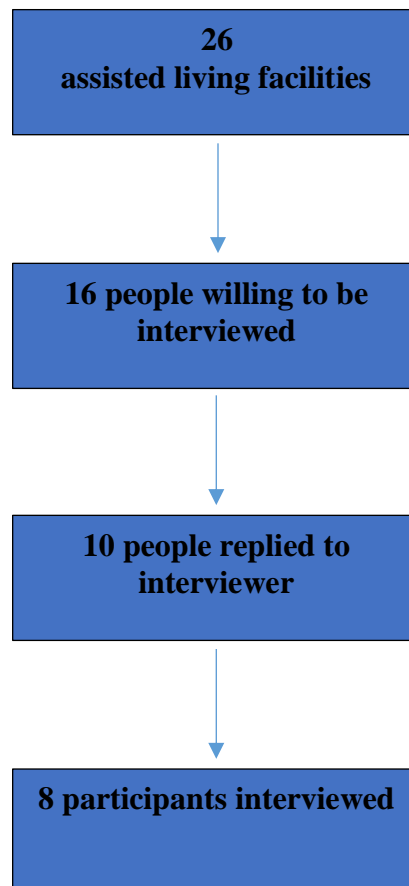 26
assisted living facilities
16 people willing to be
interviewed
10 people replied to
interviewer
8 participants interviewed